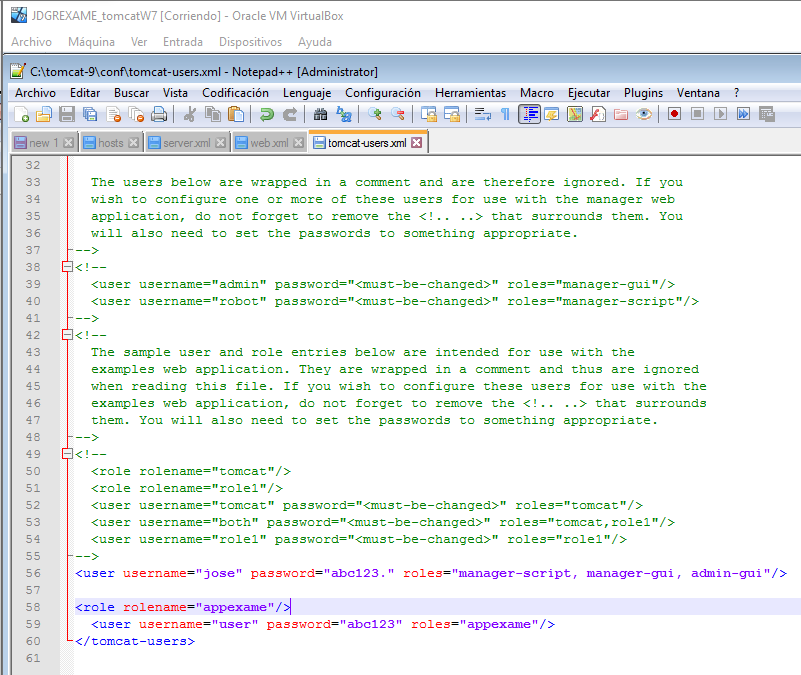 JDGREXAME_tomcatW7 [Corriendo] - Oracle VM VirtualBox
Archivo Máquina Ver Entrada Dispositivos Ayuda
C:\tomcat-9\conf\tomcat-users.xml - Notepad++ [Administrator]
Archivo Editar Buscar Vista Codificación Lenguaje Configuración Herramientas Macro Ejecutar Plugins Ventana ?
new 1 hosts server.xml web.xml tomcat-users.xml
32
33 The users below are wrapped in a comment and are therefore ignored. If you
34 wish to configure one or more of these users for use with the manager web
35 application, do not forget to remove the <!.. ..> that surrounds them. You
36 will also need to set the passwords to something appropriate.
37 -->
38 <!--
39 <user username="admin" password="<must-be-changed>" roles="manager-gui"/>
40 <user username="robot" password="<must-be-changed>" roles="manager-script"/>
41 -->
42 <!--
43 The sample user and role entries below are intended for use with the
44 examples web application. They are wrapped in a comment and thus are ignored
45 when reading this file. If you wish to configure these users for use with the
46 examples web application, do not forget to remove the <!.. ..> that surrounds
47 them. You will also need to set the passwords to something appropriate.
48 -->
49 <!--
50 <role rolename="tomcat"/>
51 <role rolename="role1"/>
52 <user username="tomcat" password="<must-be-changed>" roles="tomcat"/>
53 <user username="both" password="<must-be-changed>" roles="tomcat,role1"/>
54 <user username="role1" password="<must-be-changed>" roles="role1"/>
55 -->
56 <user username="jose" password="abc123." roles="manager-script, manager-gui, admin-gui"/>
57
58 <role rolename="appexame"/>
59 <user username="user" password="abc123" roles="appexame"/>
60 </tomcat-users>
61